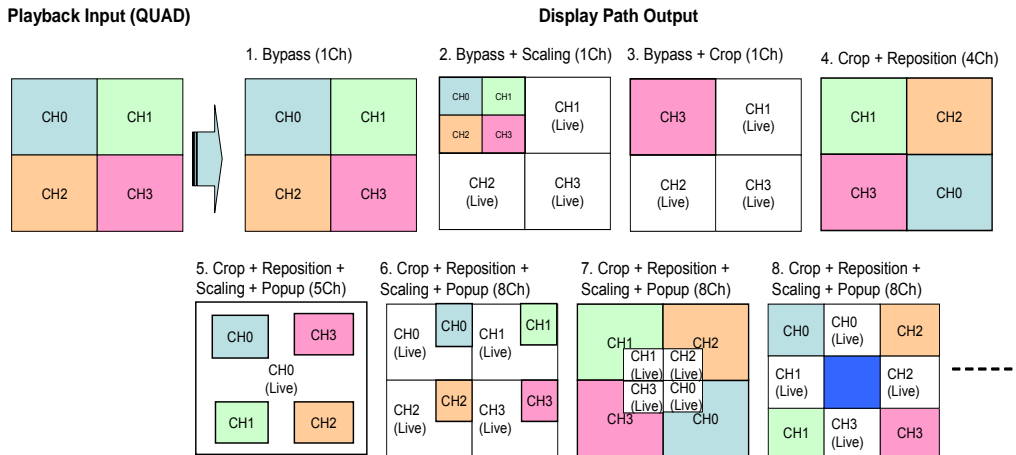 Playback Input (QUAD)
Display Path Output
1. Bypass (1Ch)
2. Bypass + Scaling (1Ch)
3. Bypass + Crop (1Ch)
4. Crop + Reposition (4Ch)
CH0
CH1
CH2
CH3
CH0
CH1
CH2
CH3
CH0
CH1
CH2
CH3
CH1
(Live)
CH2
(Live)
CH3
(Live)
CH3
CH1
(Live)
CH2
(Live)
CH3
(Live)
CH1
CH2
CH3
CH0
5. Crop + Reposition +
Scaling + Popup (5Ch)
6. Crop + Reposition +
Scaling + Popup (8Ch)
7. Crop + Reposition +
Scaling + Popup (8Ch)
8. Crop + Reposition +
Scaling + Popup (8Ch)
CH0
CH3
CH0
(Live)
CH1
CH2
CH0
(Live)
CH0
CH1
(Live)
CH1
CH2
(Live)
CH2
CH3
(Live)
CH3
CH1
CH2
CH1
(Live)
CH2
(Live)
CH3
(Live)
CH0
(Live)
CH3
CH0
CH0
CH0
(Live)
CH2
CH1
(Live)
CH2
(Live)
CH1
CH3
(Live)
CH3